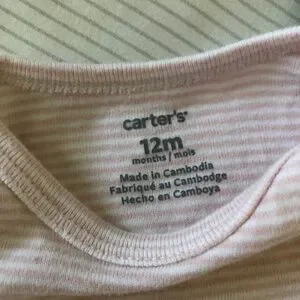 carter's®
12m
months / mois
Made in Cambodia
Fabriqué au Cambodge
Hecho en Camboya